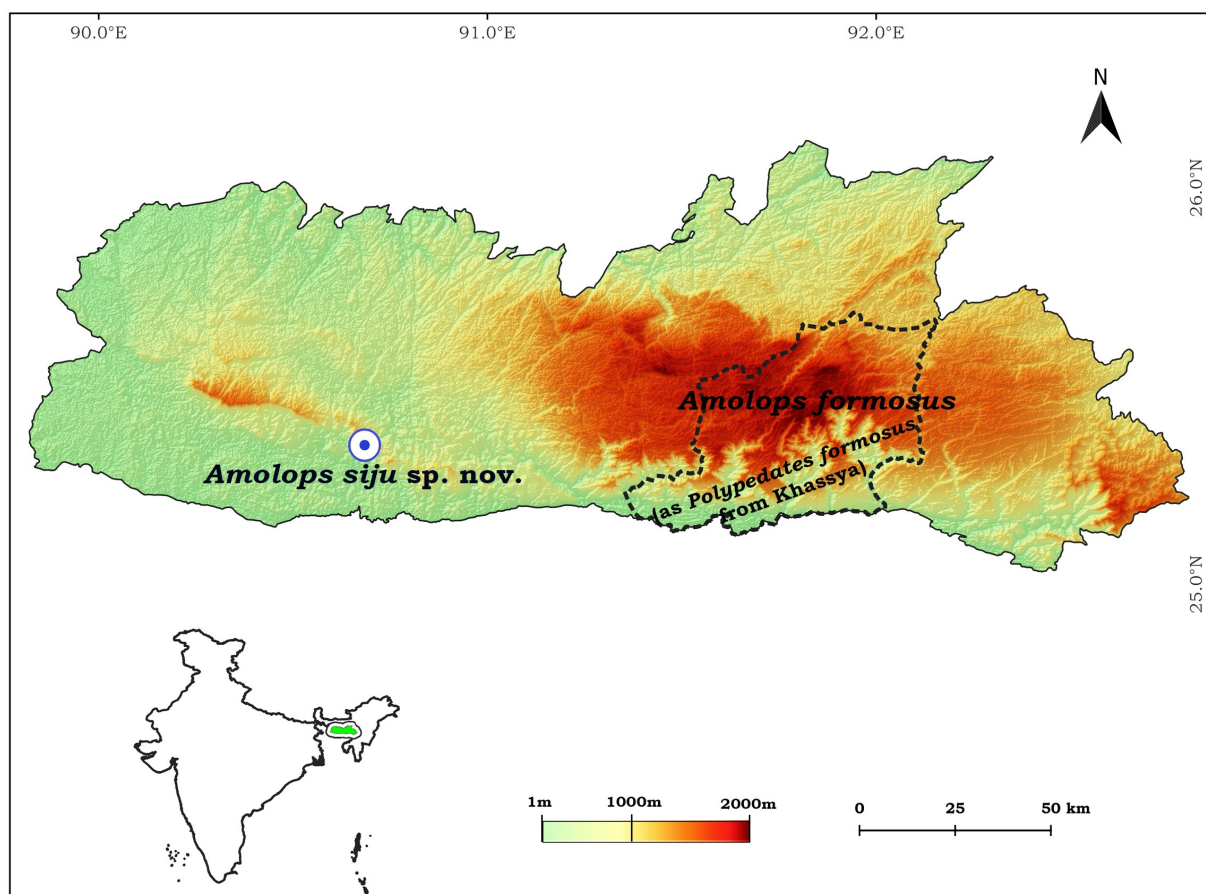 90.0°E
91.0°E
92.0°E
N
26.0°N
Amolops formosus
(as Polypedates formosus
from Khassya)
Amolops siju sp. nov.
25.0°N
1m
1000m
2000m
0
25
50 km